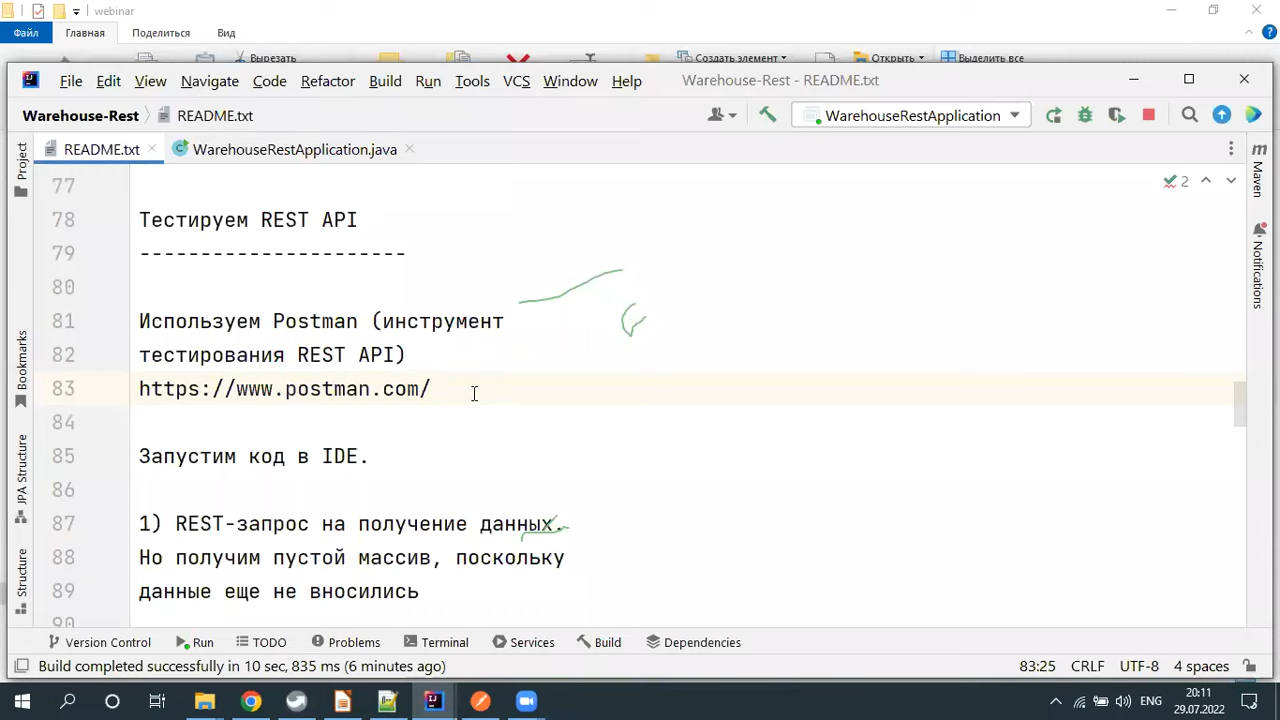 webinar
Файл Главная Поделиться Вид
Вырезать Создать элемент Открыть Выделить все
File Edit View Navigate Code Refactor Build Run Tools VCS Window Help Warehouse-Rest - README.txt
Warehouse-Rest README.txt WarehouseRestApplication
README.txt WarehouseRestApplication.java
Project
Bookmarks
JPA Structure
Structure
Maven
Notifications
2
77
78 Тестируем REST API
79 ----------------------
80
81 Используем Postman (инструмент
82 тестирования REST API)
83 https://www.postman.com/
84
85 Запустим код в IDE.
86
87 1) REST-запрос на получение данных.
88 Но получим пустой массив, поскольку
89 данные еще не вносились
90
Version Control Run TODO Problems Terminal Services Build Dependencies
Build completed successfully in 10 sec, 835 ms (6 minutes ago) 83:25 CRLF UTF-8 4 spaces
ENG 20:11
29.07.2022